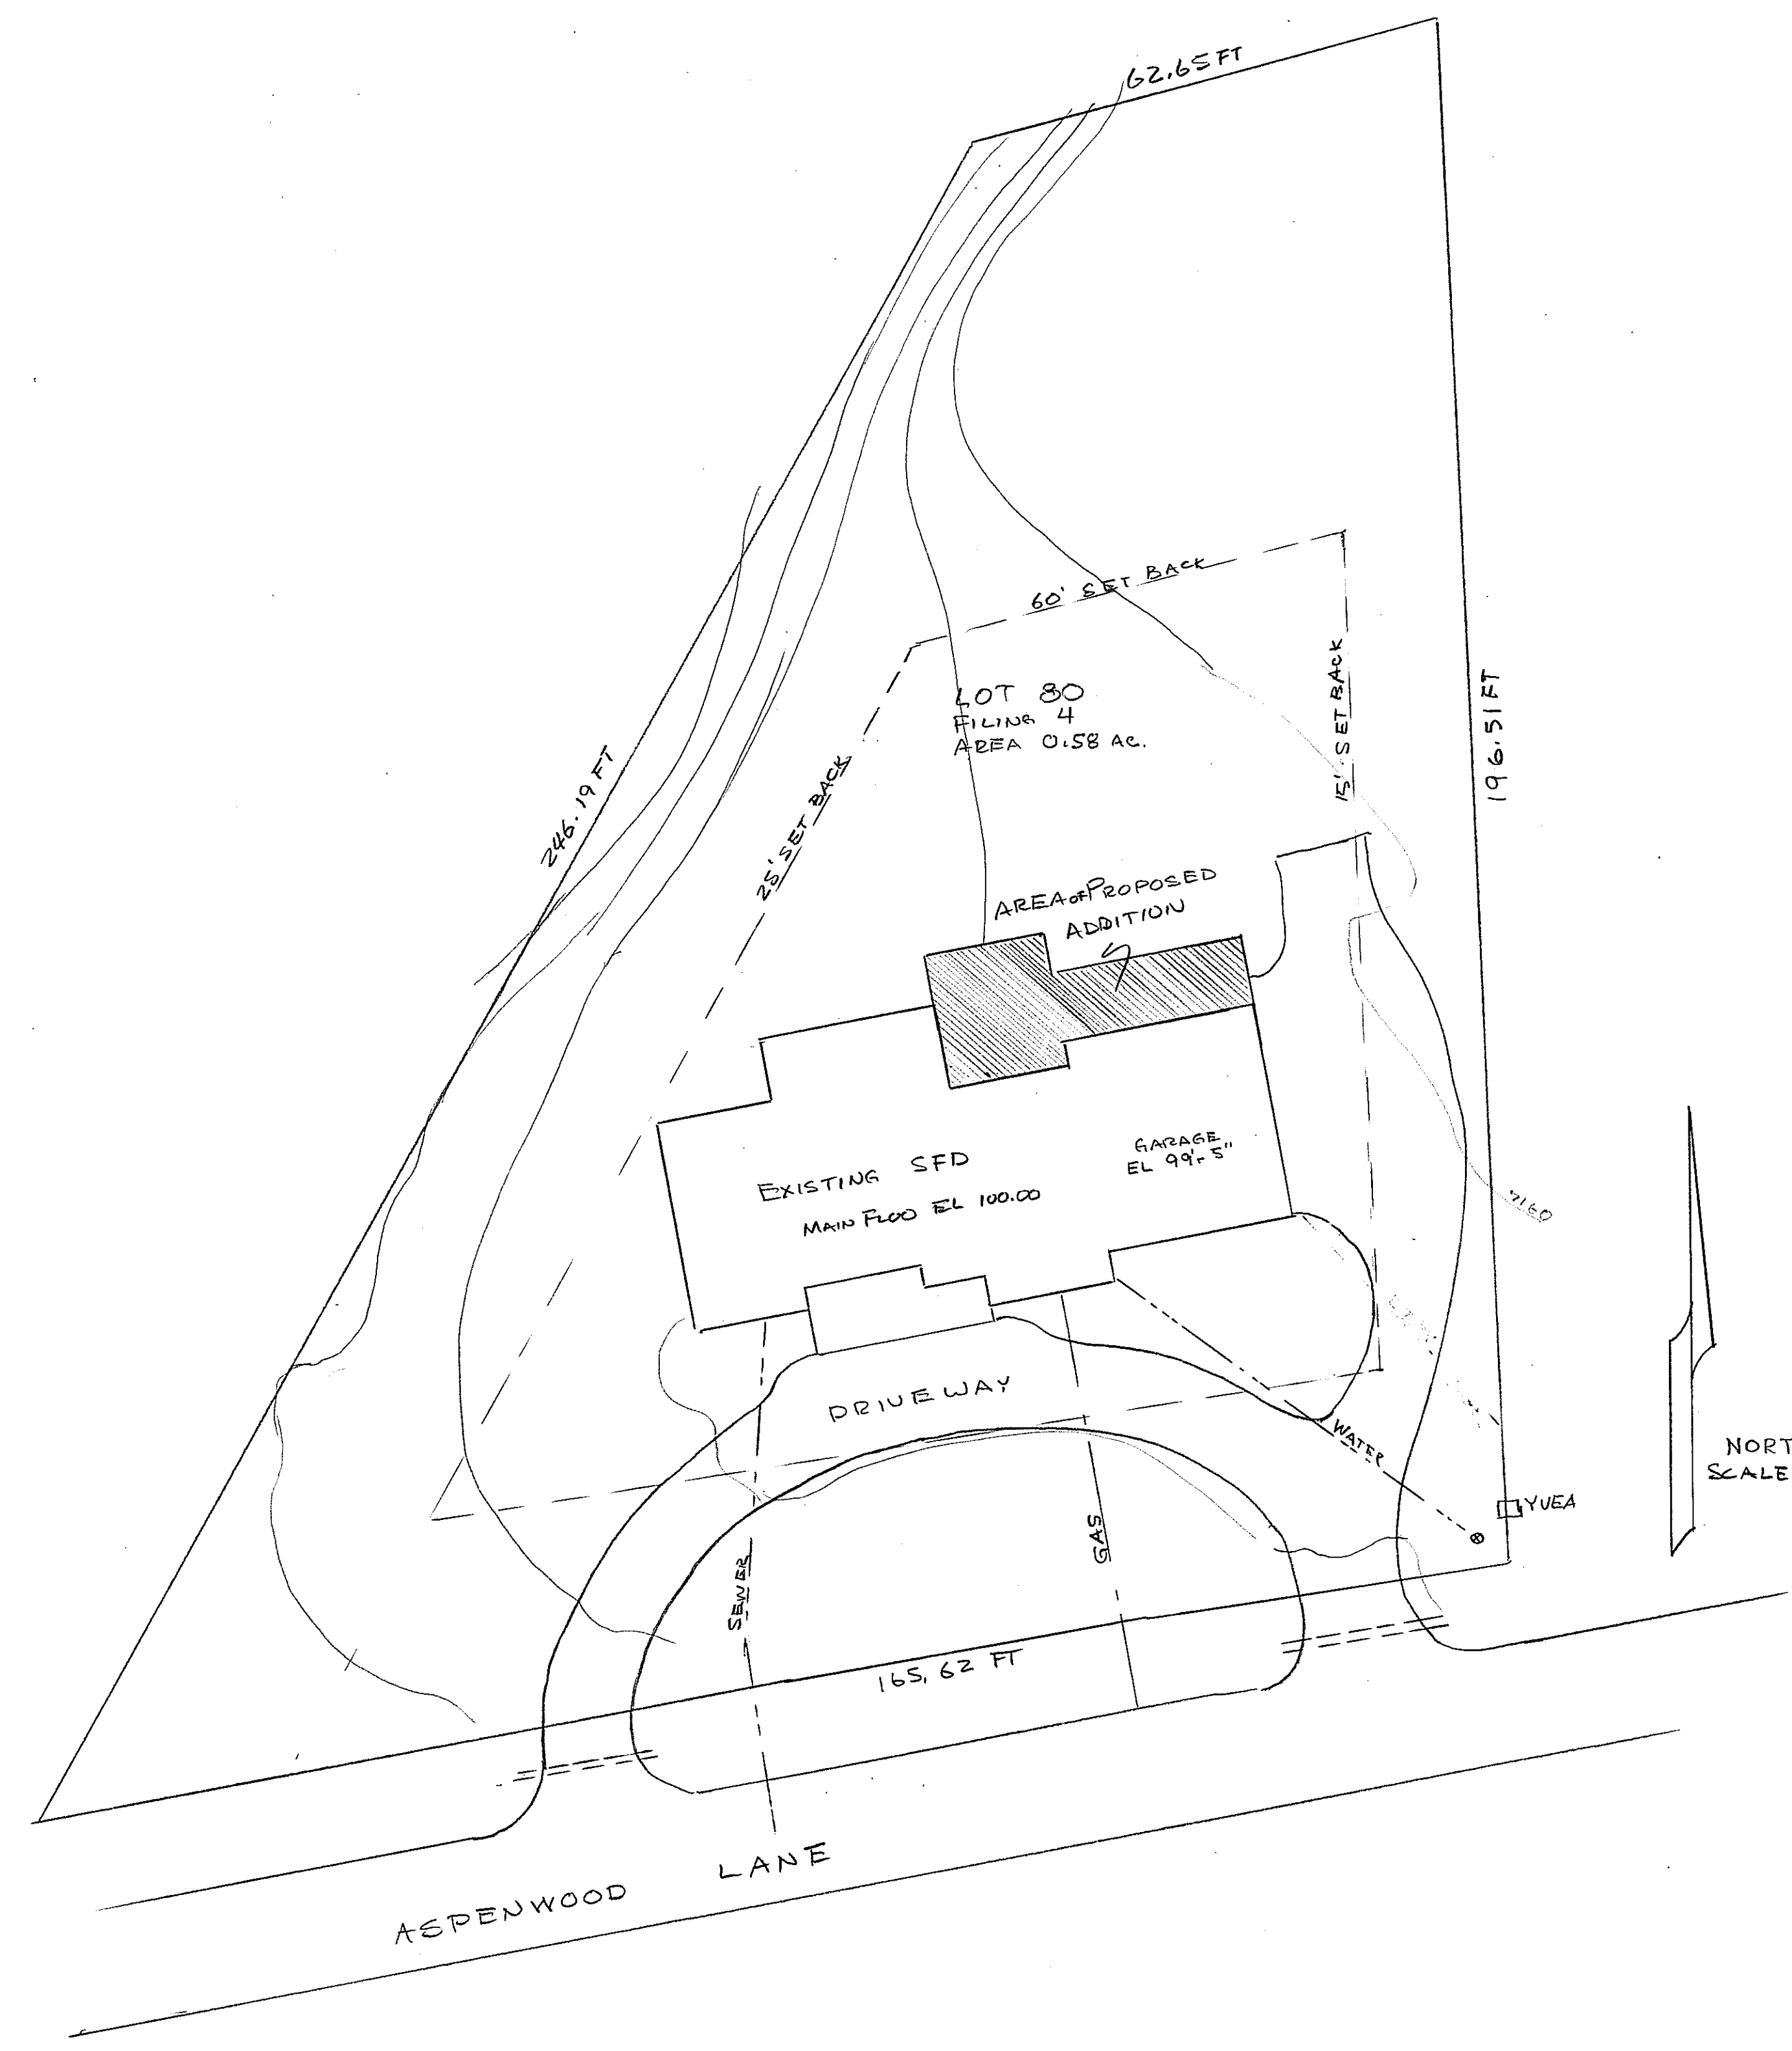 62.65 FT
60' SET BACK
LOT 80
FILING 4
AREA 0.58 AC.
15' SET BACK
196.51 FT
246.19 FT
25' SET BACK
AREA OF PROPOSED
ADDITION
EXISTING SFD
MAIN FLOO EL 100.00
GARAGE
EL 99'-5"
7160
DRIVEWAY
WATER
YUEA
NORT
SCALE
SEWER
GAS
165,62 FT
ASPENWOOD LANE